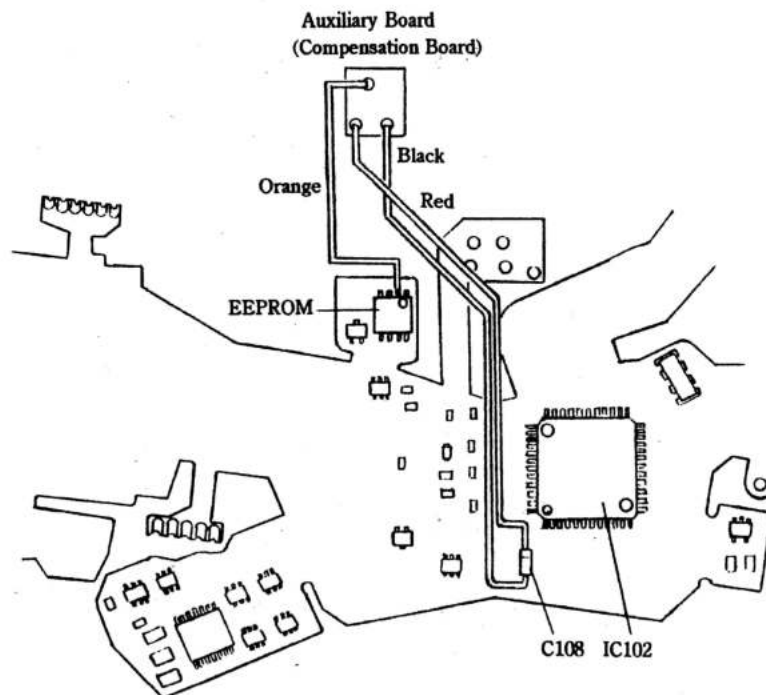 Auxiliary Board
(Compensation Board)
Black
Orange
Red
EEPROM
C108
IC102